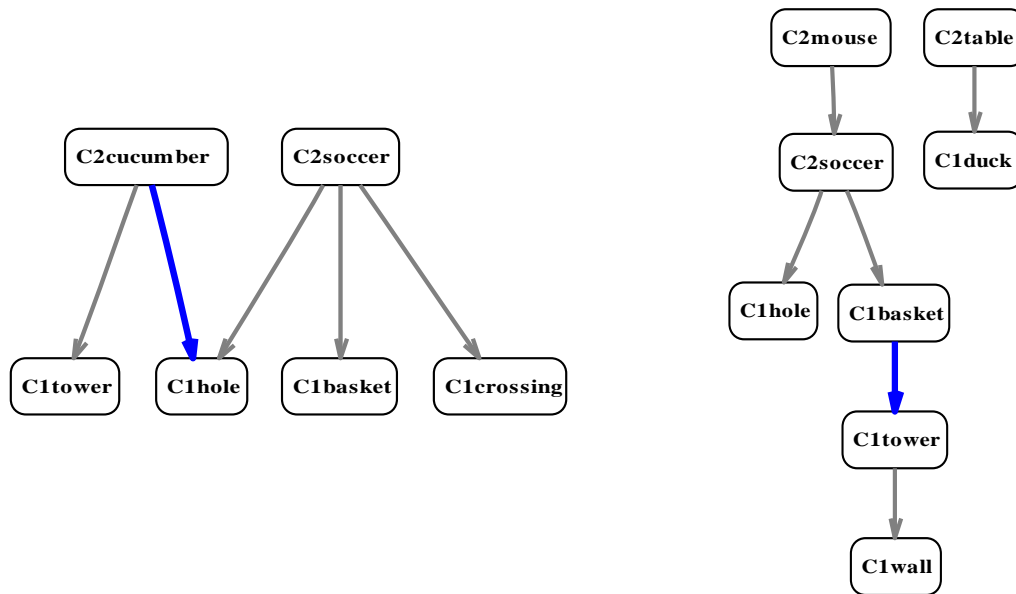 C2mouse
C2table
C2cucumber
C2soccer
C2soccer
C1duck
C1hole
C1basket
C1tower
C1hole
C1basket
C1crossing
C1tower
C1wall